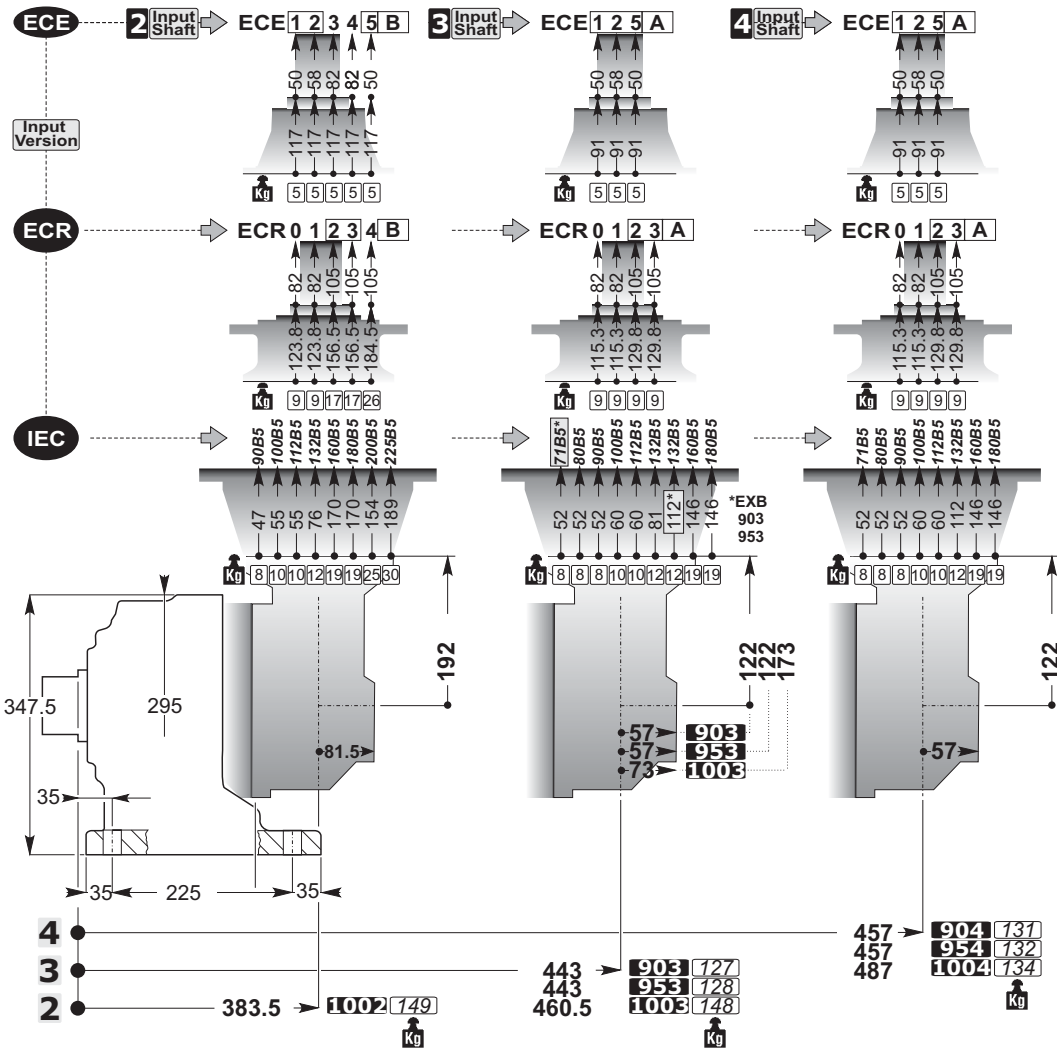 ECE
2 Input Shaft
ECE 1 2 3 4 5 B
3 Input Shaft
ECE 1 2 5 A
4 Input Shaft
ECE 1 2 5 A
50 58 82 82 50
50 58 50
50 58 50
Input Version
117 117 117 117 117
91 91 91
91 91 91
Kg 5 5 5 5 5
Kg 5 5 5
Kg 5 5 5
ECR
ECR 0 1 2 3 4 B
ECR 0 1 2 3 A
ECR 0 1 2 3 A
82 82 105 105 105
82 82 105 105
82 82 105 105
123.8 123.8 156.5 156.5 184.5
115.3 115.3 129.8 129.8
115.3 115.3 129.8 129.8
Kg 9 9 17 17 26
Kg 9 9 9 9
Kg 9 9 9 9
IEC
90B5 100B5 112B5 132B5 160B5 180B5 200B5 225B5
71B5* 80B5 90B5 100B5 112B5 132B5 132B5 160B5 180B5
71B5 80B5 90B5 100B5 112B5 132B5 160B5 180B5
47 55 55 76 170 170 154 189
52 52 52 60 60 81 112* 146 146
*EXB
903
953
52 52 52 60 60 112 146 146
Kg 8 10 10 12 19 19 25 30
Kg 8 8 8 10 10 12 12 19 19
Kg 8 8 8 10 10 12 19 19
192
122
122
173
122
347.5
295
81.5
57 903
57 953
73 1003
57
35
35 225 35
4
457 904 131
457 954 132
487 1004 134
Kg
3
443 903 127
443 953 128
460.5 1003 148
Kg
2
383.5 1002 149
Kg